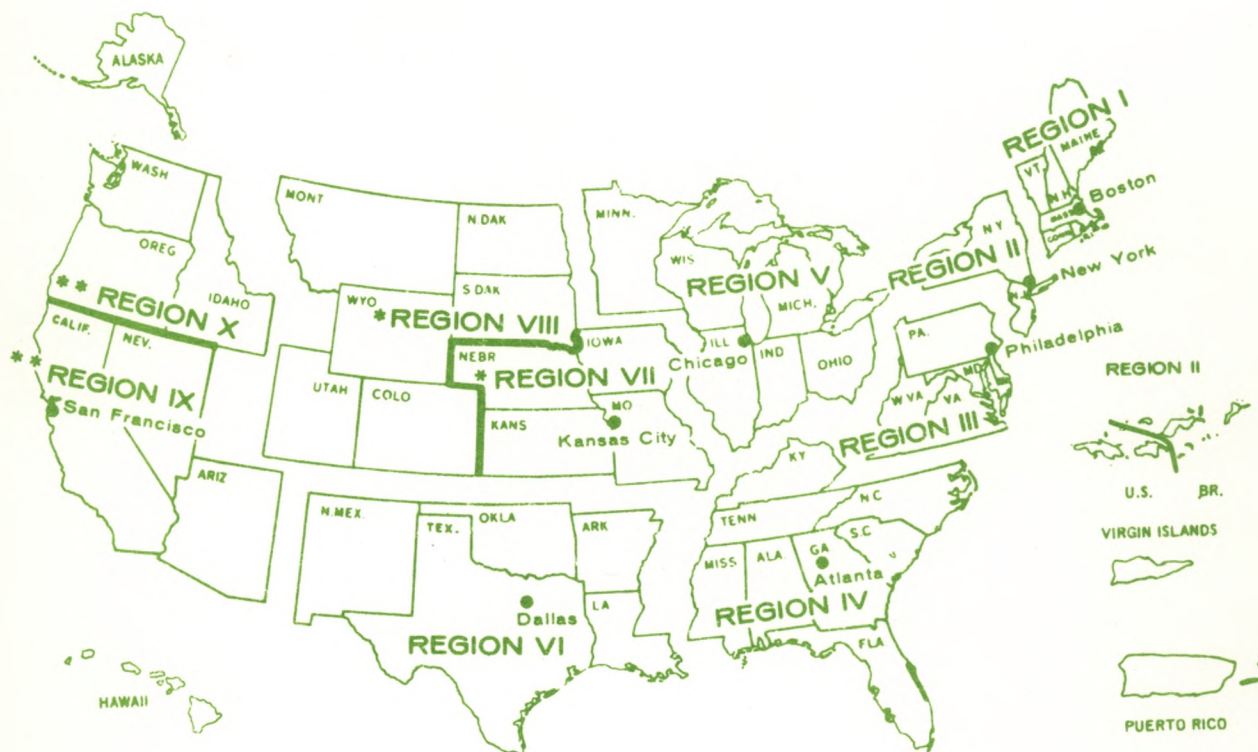 ALASKA
REGION I
MAINE
VT.
N.H.
MASS
CONN
Boston
WASH
MONT
N DAK
MINN.
OREG
IDAHO
** REGION X
WYO
S DAK
*REGION VIII
WIS
REGION V
MICH.
NY
REGION II
New York
N.J.
CALIF.
NEV.
** REGION IX
San Francisco
UTAH
COLO
NEBR
IOWA
* REGION VII
ILL
Chicago
IND
OHIO
PA.
Philadelphia
MD
W VA
VA
REGION III
KANS
MO
Kansas City
KY
ARIZ
N.MEX.
TEX.
OKLA
ARK
TENN
N C
S.C
MISS
ALA
GA
Atlanta
REGION IV
LA
Dallas
REGION VI
FLA
HAWAII
REGION II
U.S. BR.
VIRGIN ISLANDS
PUERTO RICO